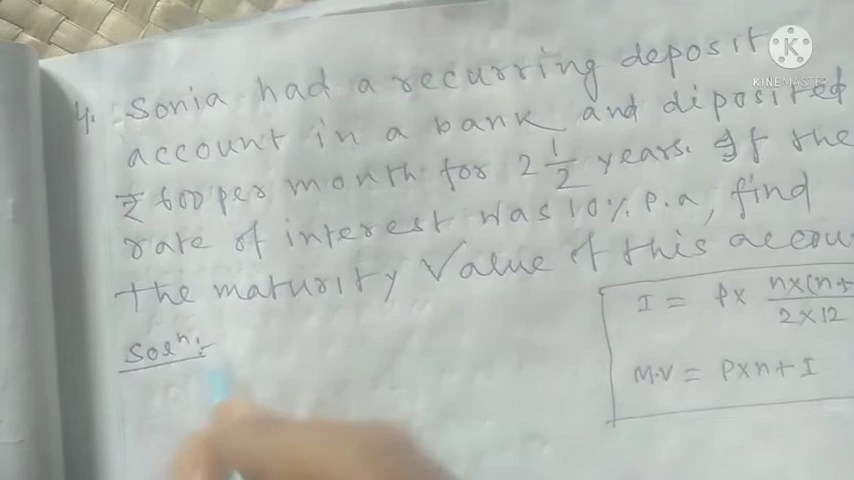 4. Sonia had a recurring deposit
account in a bank and deposited
₹ 600 per month for 2 1/2 years. If the
rate of interest was 10% p.a, find
the maturity value of this accou
I = P× n×(n+ / 2×12
M.V = P×n+I
Solⁿ:
KINEMASTER